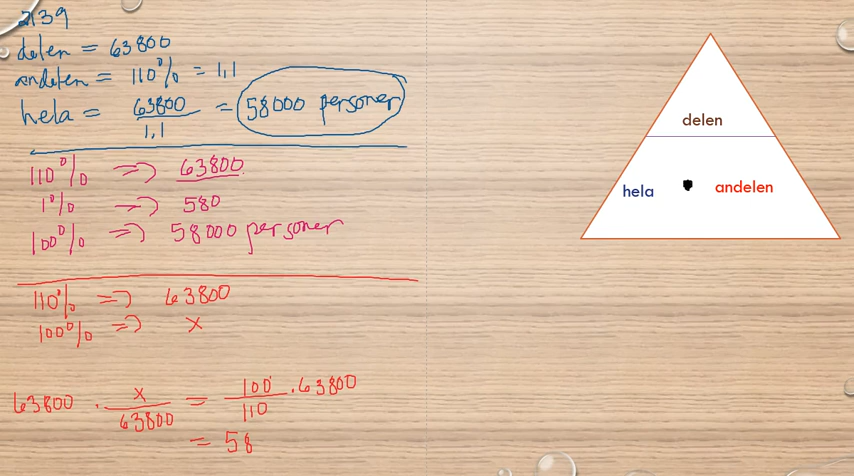 2139
delen = 63800
andelen = 110% = 1,1
hela = 63800 / 1,1 = 58000 personer
110% => 63800
1% => 580
100% => 58000 personer
110% => 63800
100% => x
63800 · x / 63800 = 100 / 110 · 63800
= 58
delen
hela · andelen